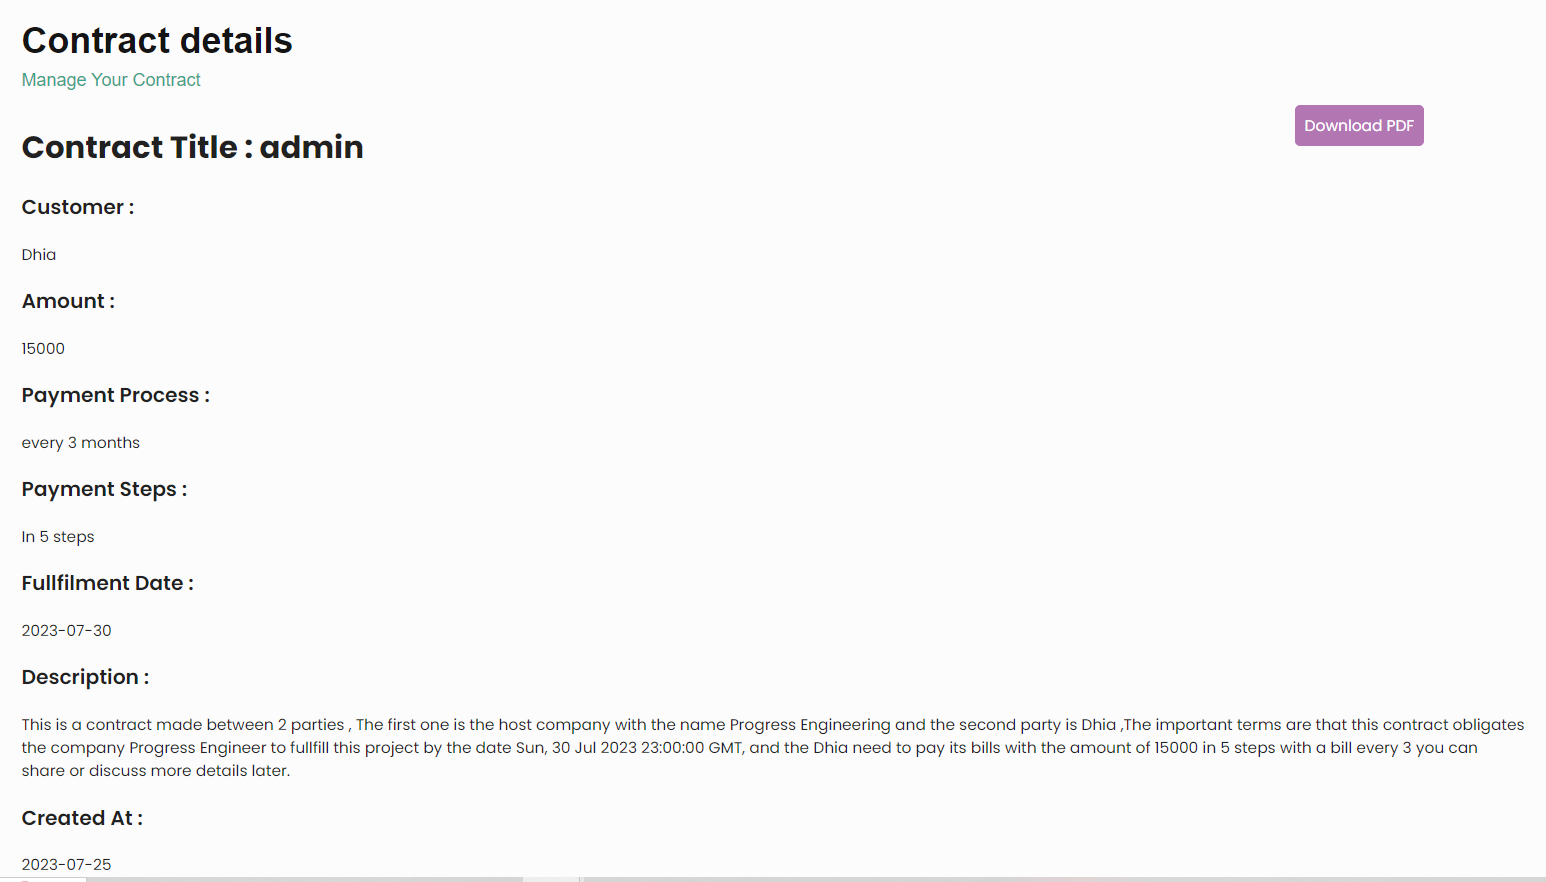 Contract details
Manage Your Contract
Download PDF
Contract Title : admin
Customer :
Dhia
Amount :
15000
Payment Process :
every 3 months
Payment Steps :
In 5 steps
Fullfilment Date :
2023-07-30
Description :
This is a contract made between 2 parties , The first one is the host company with the name Progress Engineering and the second party is Dhia ,The important terms are that this contract obligates
the company Progress Engineer to fullfill this project by the date Sun, 30 Jul 2023 23:00:00 GMT, and the Dhia need to pay its bills with the amount of 15000 in 5 steps with a bill every 3 you can
share or discuss more details later.
Created At :
2023-07-25